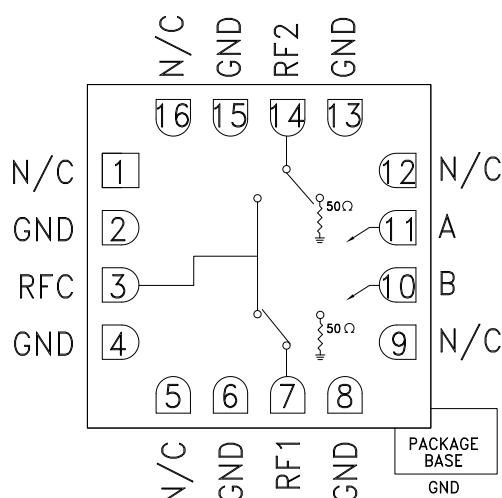 N/C GND RF2 GND
16 15 14 13
N/C 1 12 N/C
50Ω
GND 2 11 A
RFC 3 10 B
50Ω
GND 4 9 N/C
5 6 7 8
N/C GND RF1 GND
PACKAGE
BASE
GND